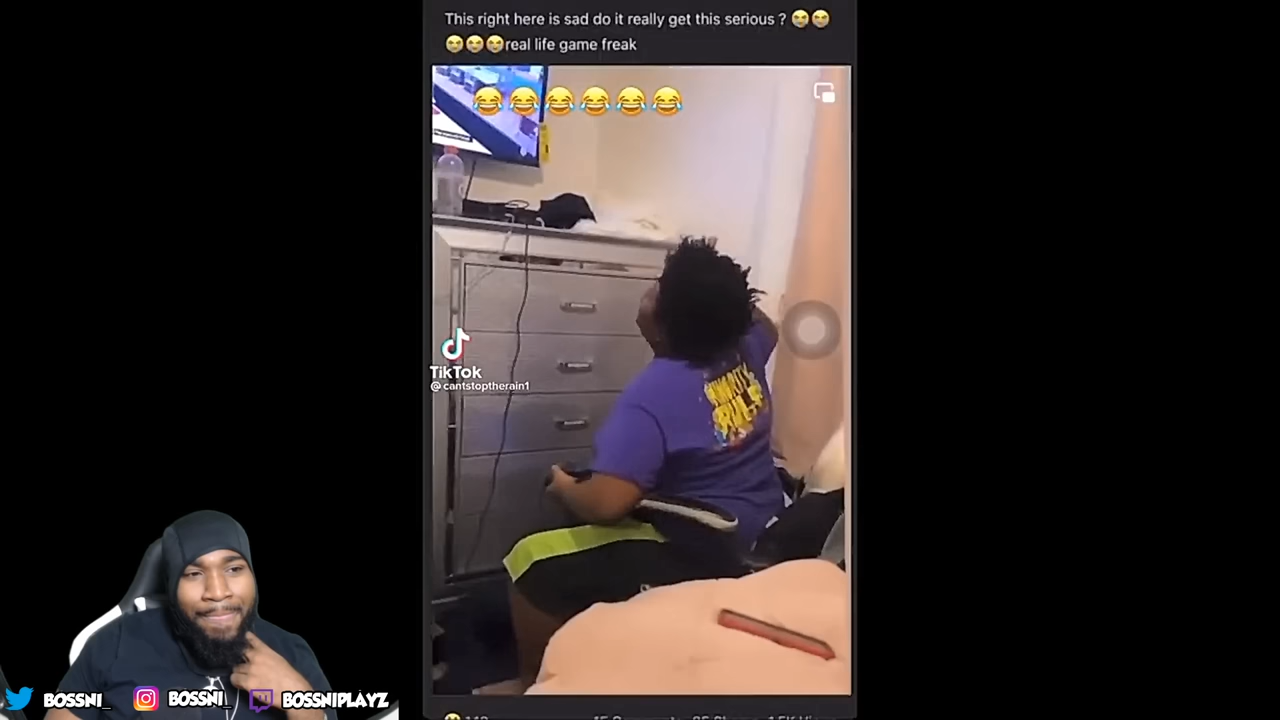 This right here is sad do it really get this serious ? 😆😆
😆😆😆real life game freak
😂😂😂😂😂😂
TikTok
@cantstoptherain1
BOSSNI_
BOSSNI_
BOSSNIPLAYZ